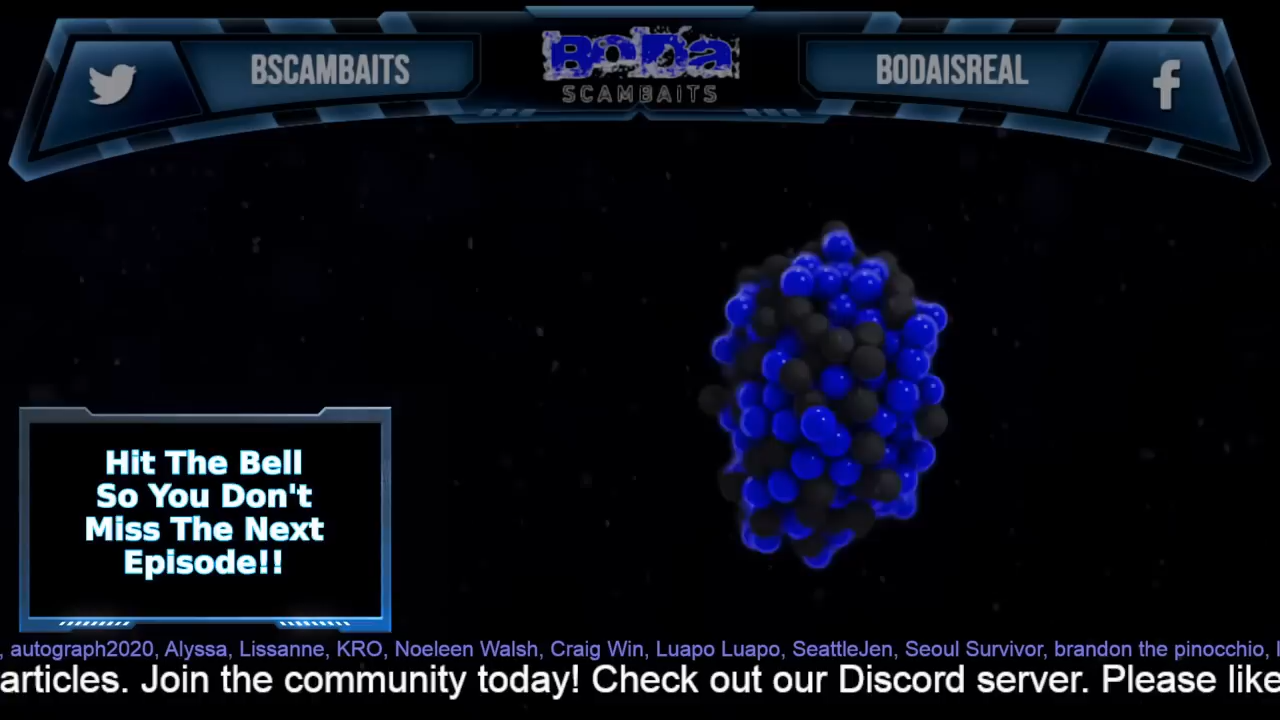 BSCAMBAITS
BoDa
SCAMBAITS
BODAISREAL
Hit The Bell
So You Don't
Miss The Next
Episode!!
, autograph2020, Alyssa, Lissanne, KRO, Noeleen Walsh, Craig Win, Luapo Luapo, SeattleJen, Seoul Survivor, brandon the pinocchio,
articles. Join the community today! Check out our Discord server. Please like